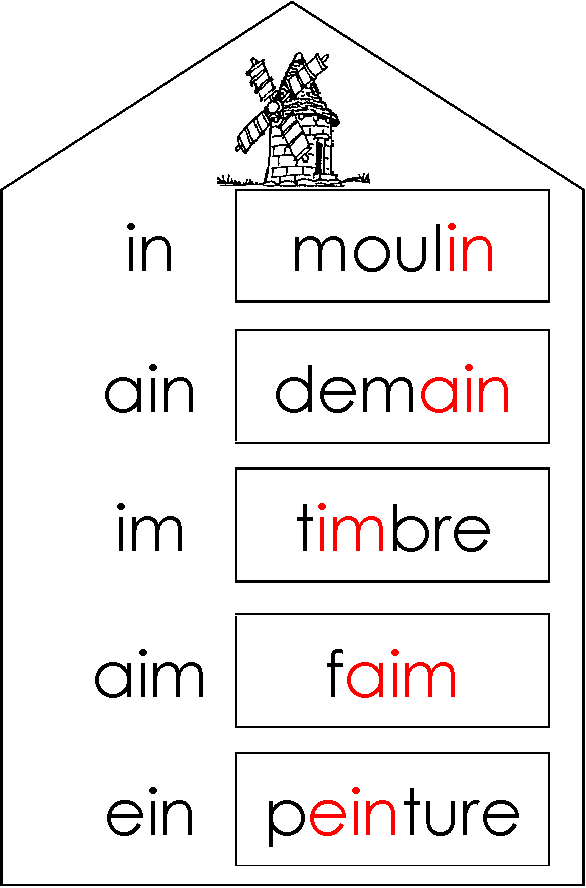 in moulin
ain demain
im timbre
aim faim
ein peinture